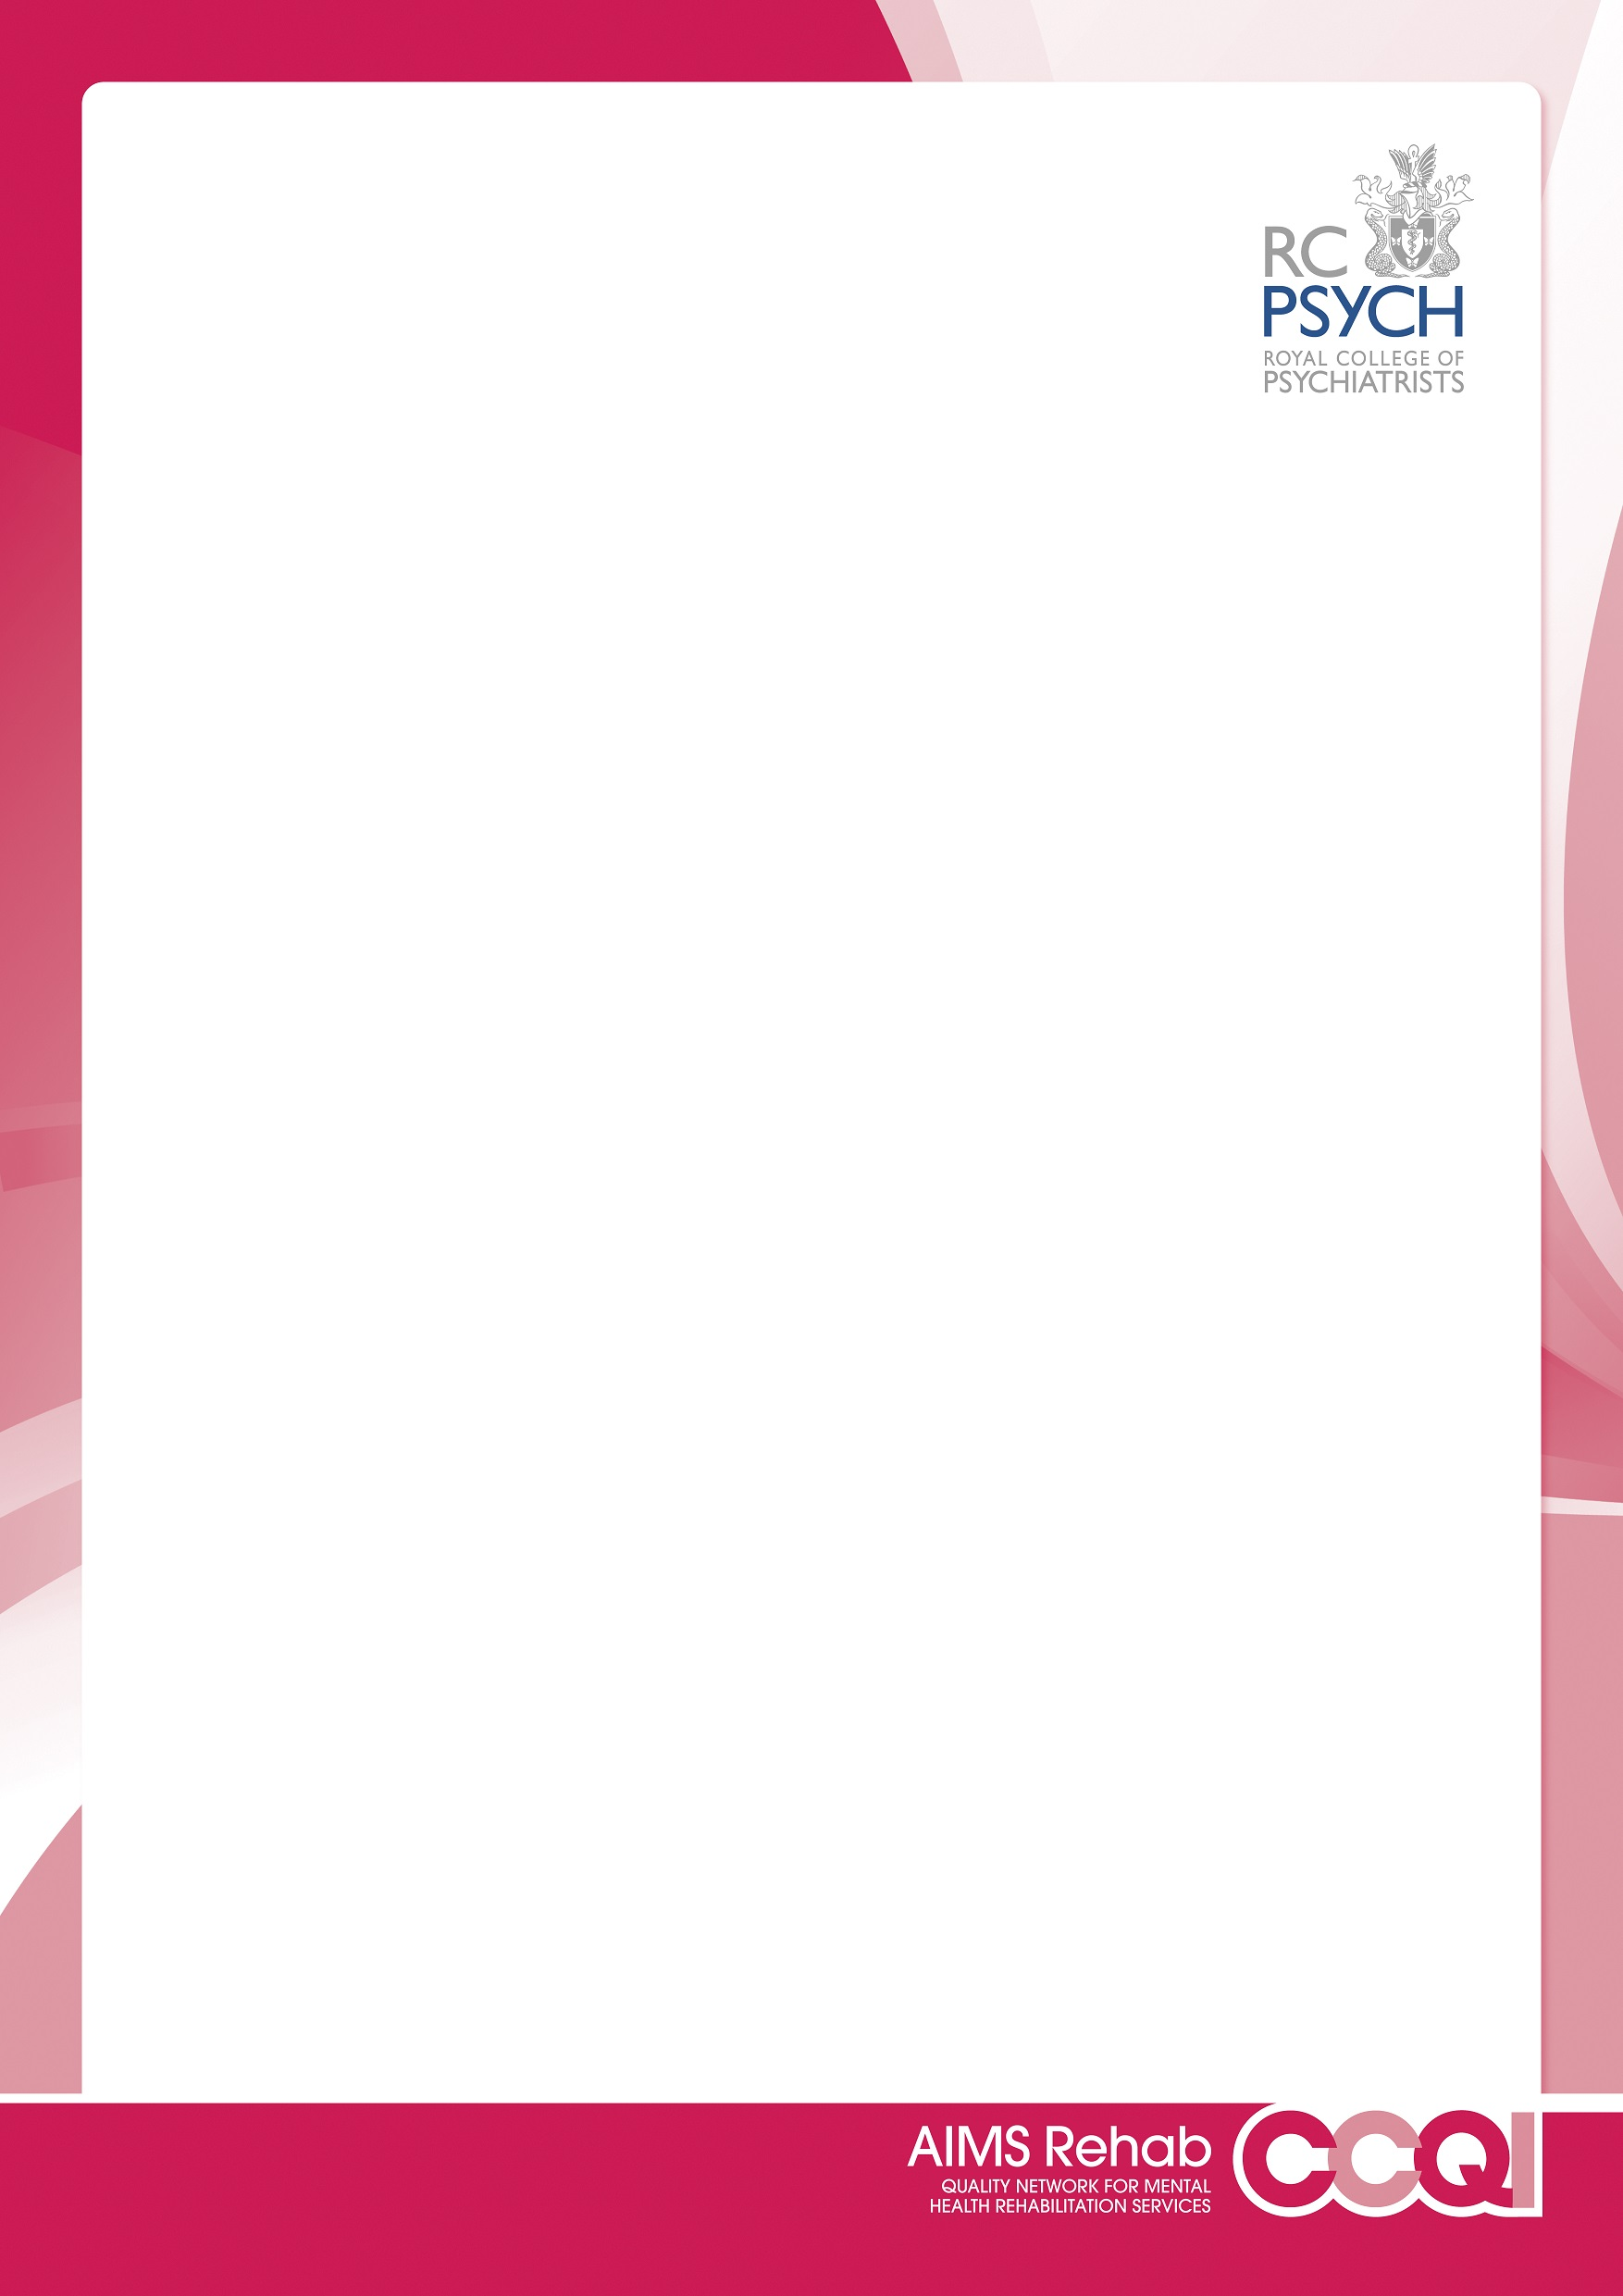 RC
PSYCH
ROYAL COLLEGE OF
PSYCHIATRISTS
AIMS Rehab
QUALITY NETWORK FOR MENTAL
HEALTH REHABILITATION SERVICES
CCQI